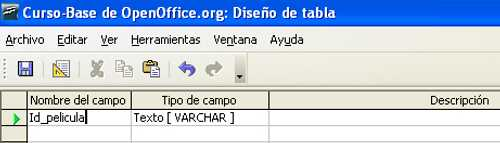 Curso-Base de OpenOffice.org: Diseño de tabla
Archivo Editar Ver Herramientas Ventana Ayuda
Nombre del campo Tipo de campo Descripción
Id_pelicula Texto [ VARCHAR ]